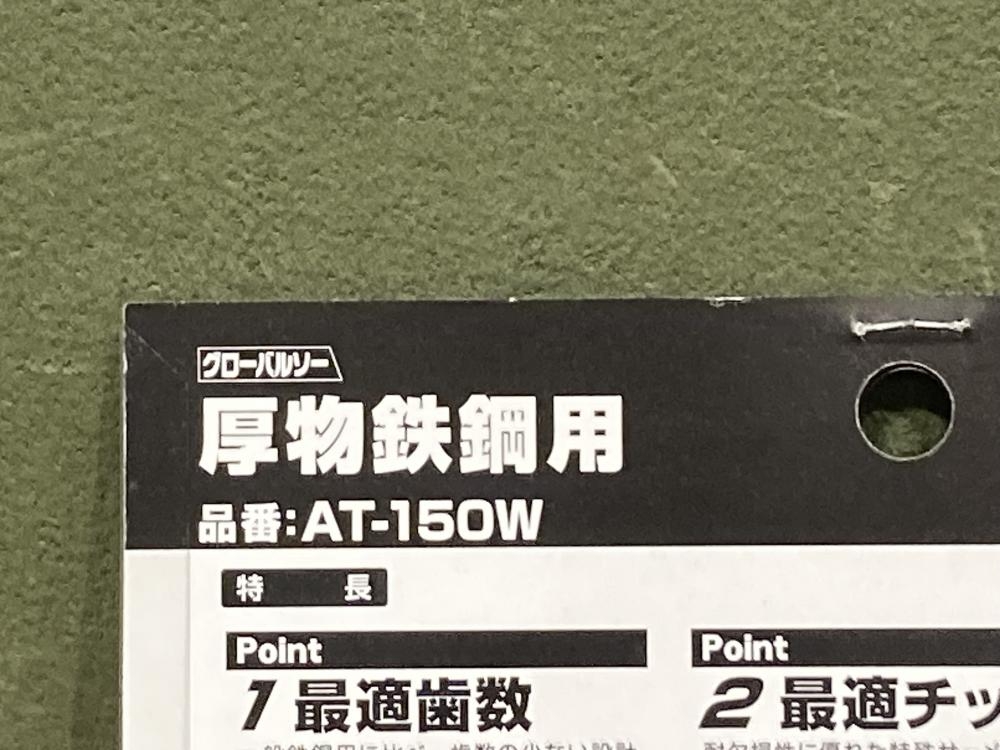 グローバルソー
厚物鉄鋼用
品番:AT-150W
特長
Point
1 最適歯数
Point
2 最適チッ